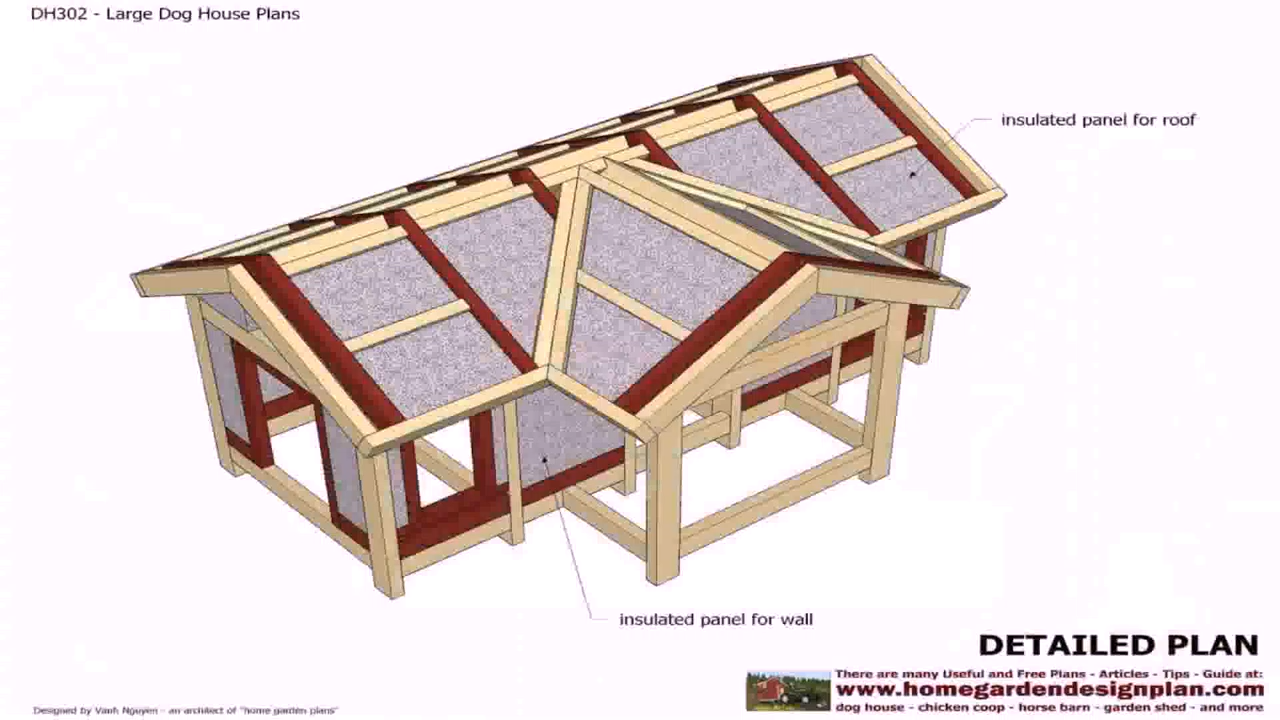 DH302 - Large Dog House Plans
insulated panel for roof
insulated panel for wall
DETAILED PLAN
There are many Useful and Free Plans - Articles - Tips - Guide at:
www.homegardendesignplan.com
dog house - chicken coop - horse barn - garden shed - and more
Designed by Vanh Nguyen - an architect of "home garden plans"